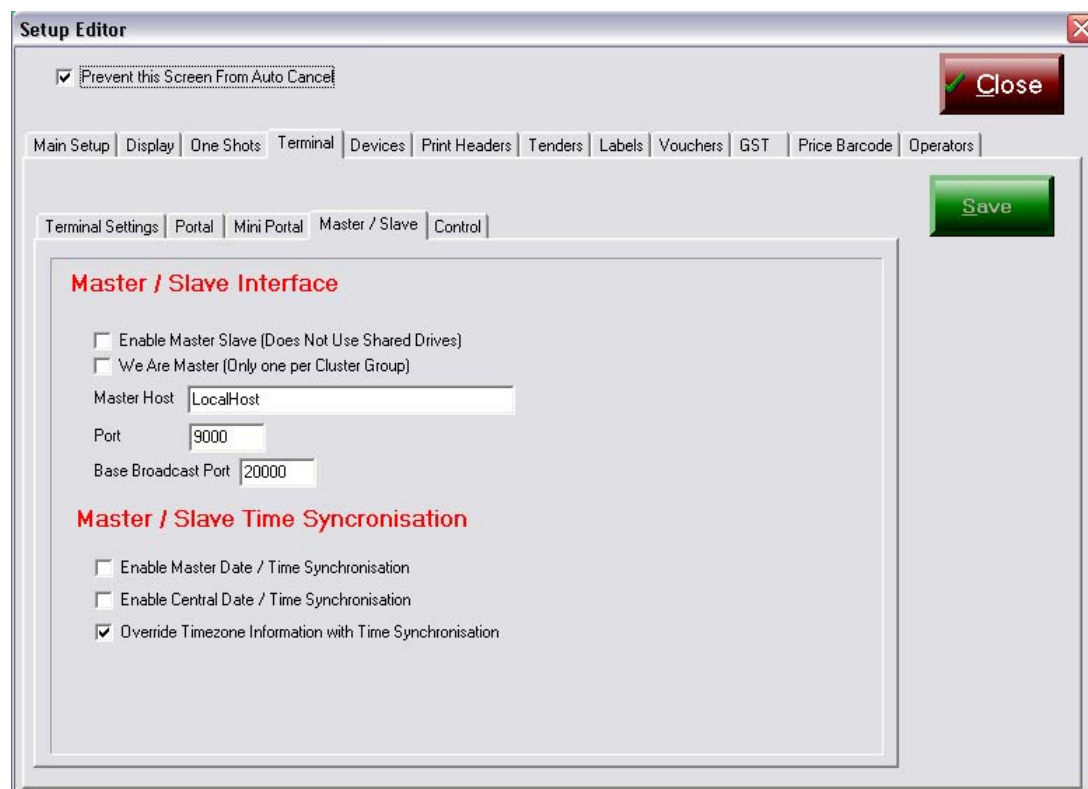 Setup Editor
Prevent this Screen From Auto Cancel
Close
Main Setup Display One Shots Terminal Devices Print Headers Tenders Labels Vouchers GST Price Barcode Operators
Save
Terminal Settings Portal Mini Portal Master / Slave Control
Master / Slave Interface
Enable Master Slave (Does Not Use Shared Drives)
We Are Master (Only one per Cluster Group)
Master Host LocalHost
Port 9000
Base Broadcast Port 20000
Master / Slave Time Syncronisation
Enable Master Date / Time Synchronisation
Enable Central Date / Time Synchronisation
Override Timezone Information with Time Synchronisation